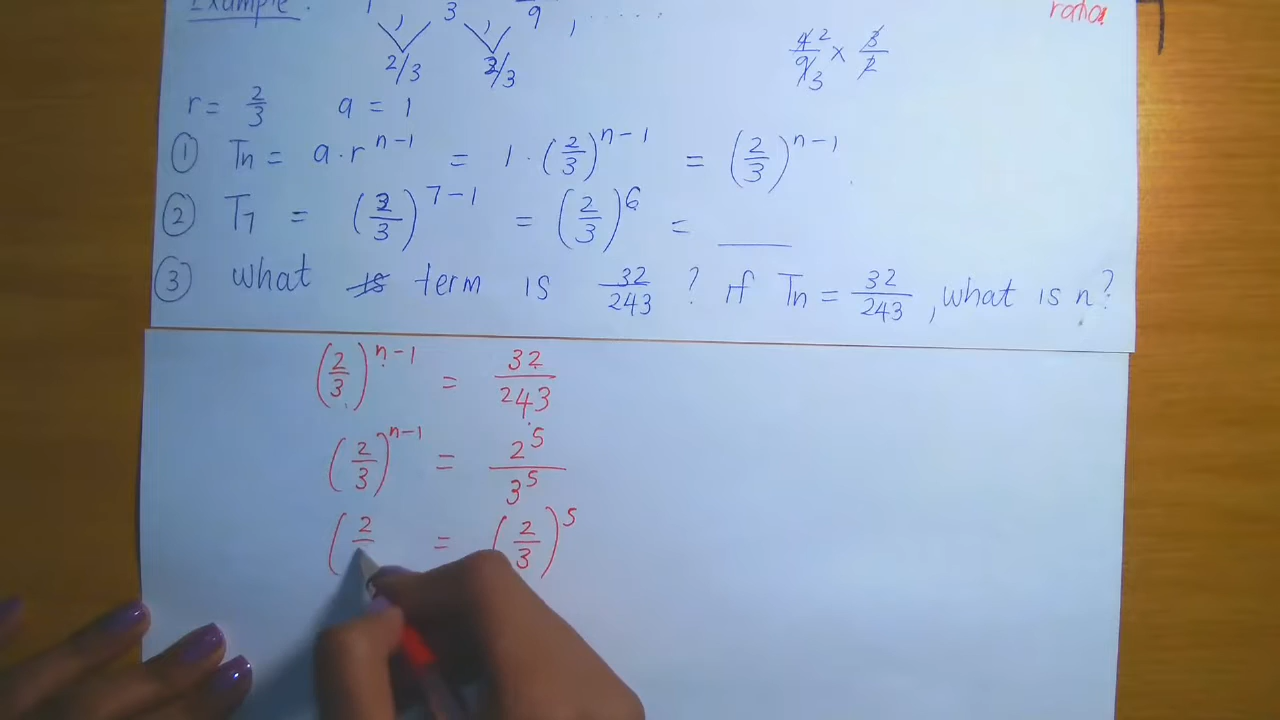 Example :
1 , 3 , 9 , ......
ratio
2/3 2/3
4/9 2 3 × 3/2
r = 2/3 a = 1
① Tn = a · r^(n-1) = 1 · (2/3)^(n-1) = (2/3)^(n-1)
② T7 = (2/3)^(7-1) = (2/3)^6 = ___
③ what is term is 32/243 ? if Tn = 32/243 , what is n?
(2/3)^(n-1) = 32/243
(2/3)^(n-1) = 2^5/3^5
(2 = (2/3)^5